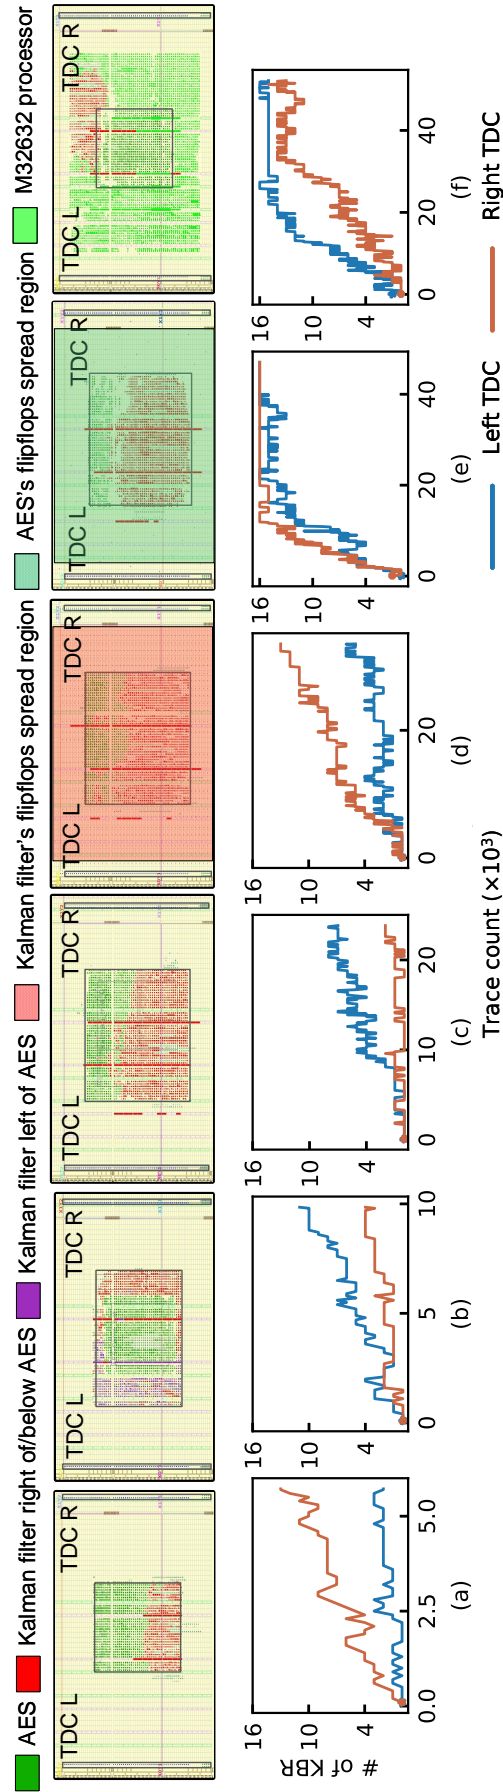 AES
Kalman filter right of/below AES
Kalman filter left of AES
Kalman filter's flipflops spread region
AES's flipflops spread region
M32632 processor
TDC L
TDC R
TDC L
TDC R
TDC L
TDC R
TDC L
TDC R
TDC L
TDC R
TDC L
TDC R
# of KBR
16
10
4
0.0
2.5
5.0
(a)
16
10
4
0
5
10
(b)
16
10
4
0
10
20
(c)
16
10
4
0
20
(d)
16
10
4
0
20
40
(e)
16
10
4
0
20
40
(f)
Trace count (×10³)
Left TDC
Right TDC